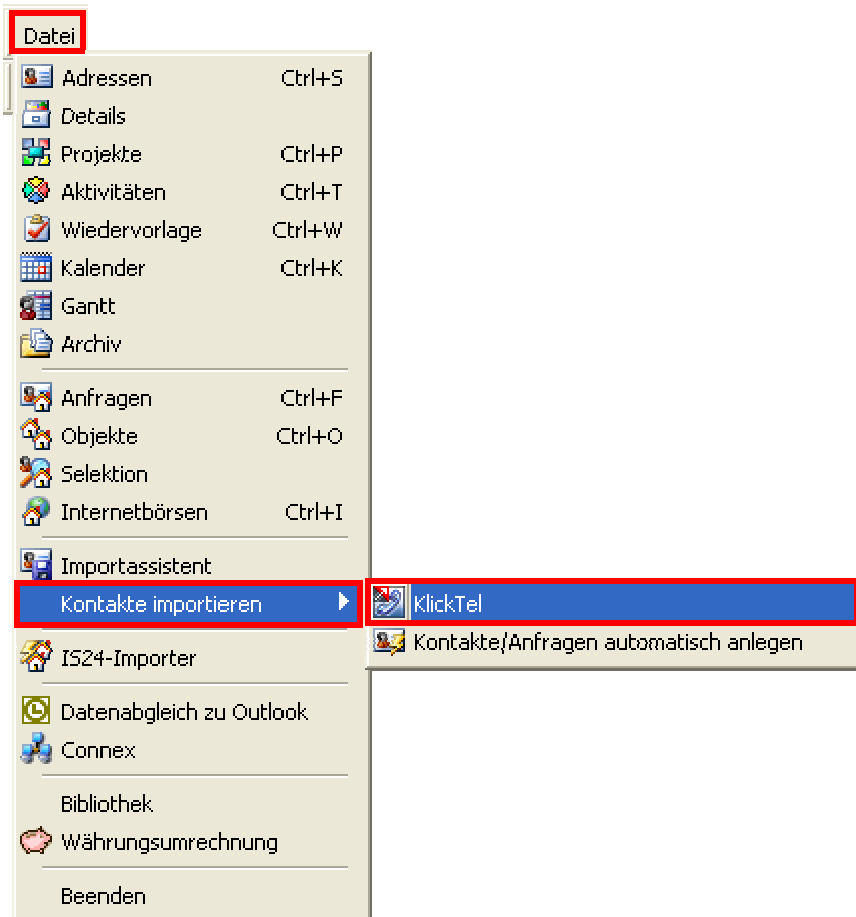 Datei
Adressen Ctrl+S
Details
Projekte Ctrl+P
Aktivitäten Ctrl+T
Wiedervorlage Ctrl+W
Kalender Ctrl+K
Gantt
Archiv
Anfragen Ctrl+F
Objekte Ctrl+O
Selektion
Internetbörsen Ctrl+I
Importassistent
Kontakte importieren
KlickTel
Kontakte/Anfragen automatisch anlegen
IS24-Importer
Datenabgleich zu Outlook
Connex
Bibliothek
Währungsumrechnung
Beenden